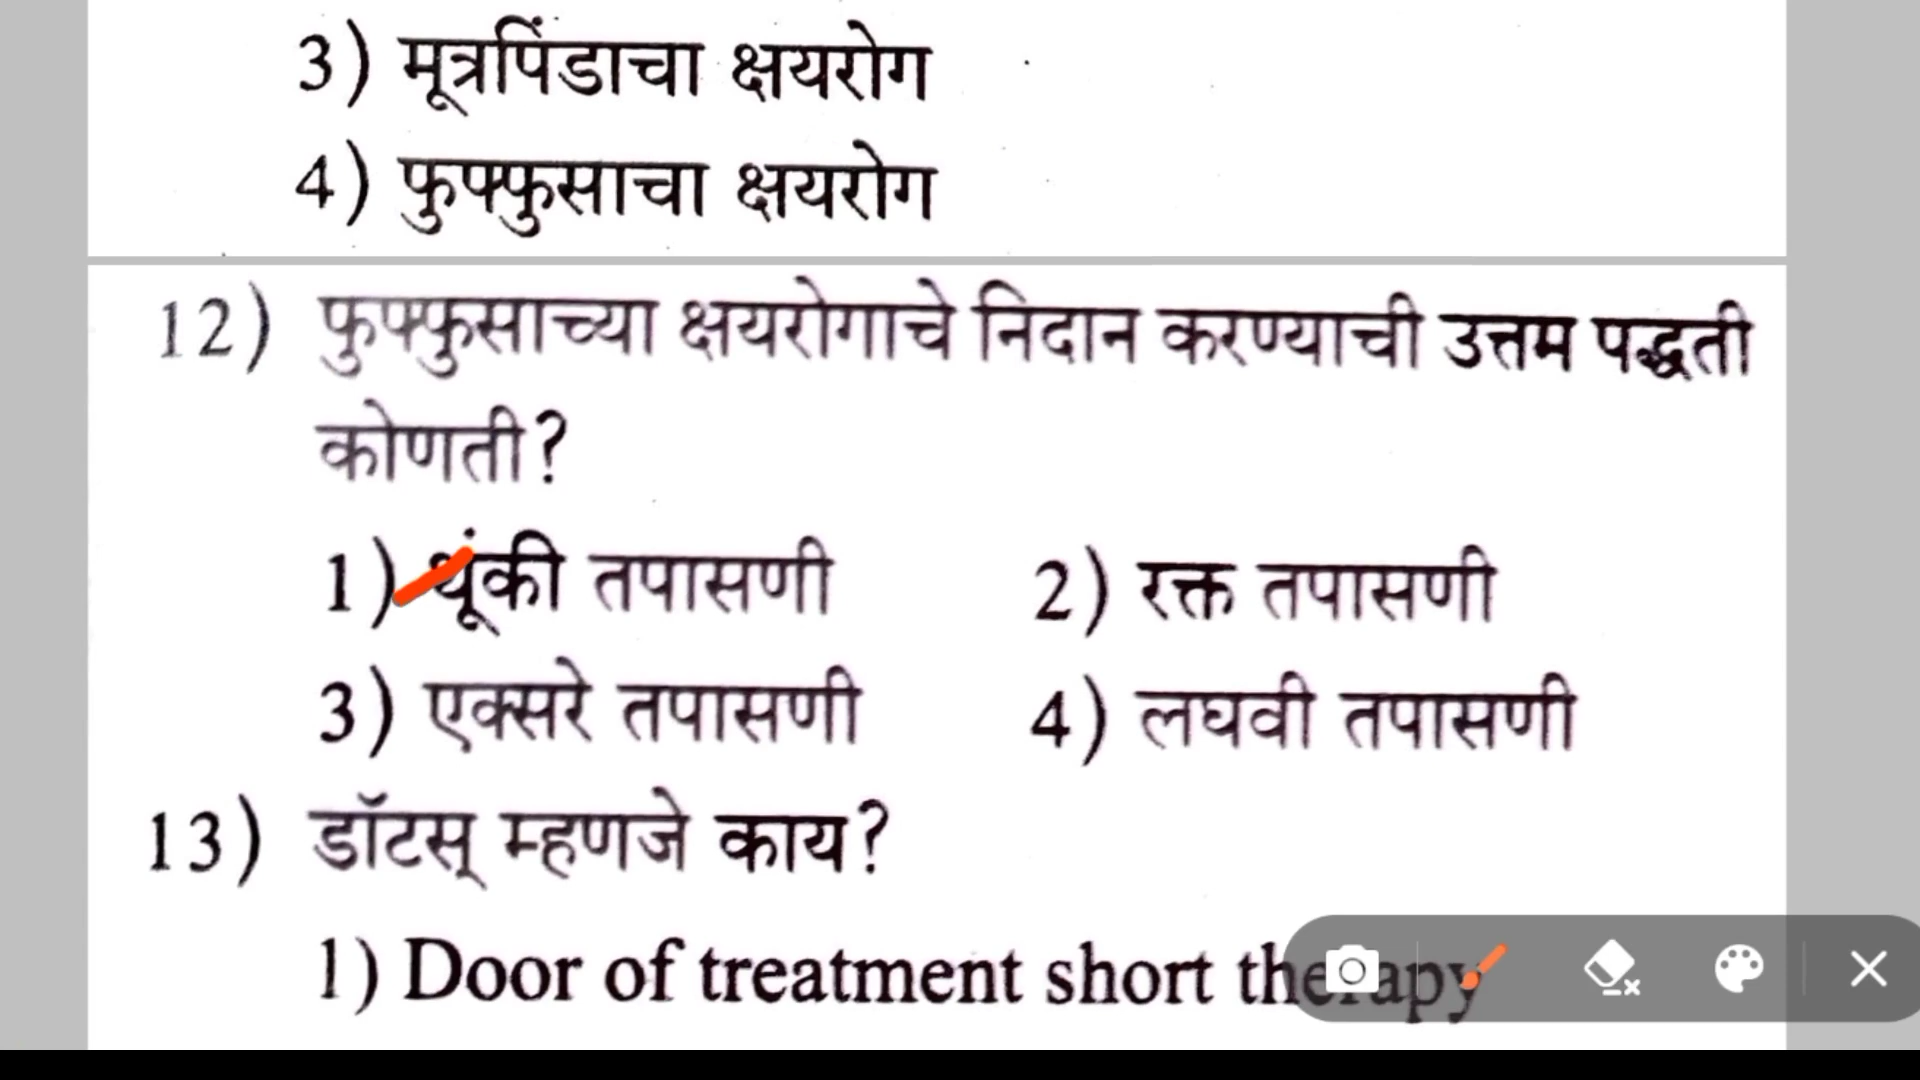 3) मूत्रपिंडाचा क्षयरोग
4) फुफ्फुसाचा क्षयरोग
12) फुफ्फुसाच्या क्षयरोगाचे निदान करण्याची उत्तम पद्धती
कोणती?
1) थूंकी तपासणी 2) रक्त तपासणी
3) एक्सरे तपासणी 4) लघवी तपासणी
13) डॉटस् म्हणजे काय?
1) Door of treatment short therapy